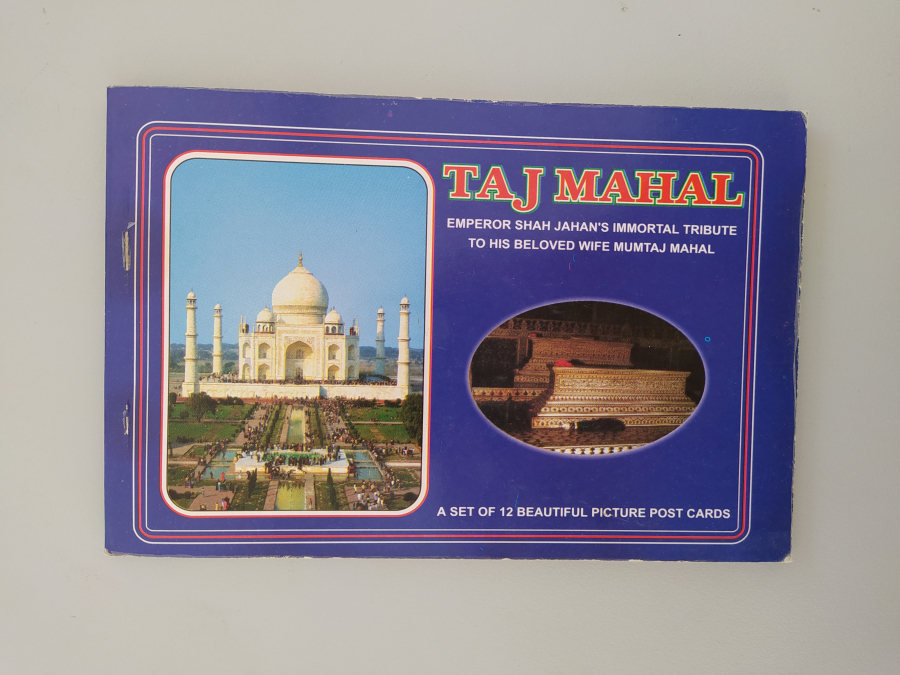 TAJ MAHAL
EMPEROR SHAH JAHAN'S IMMORTAL TRIBUTE
TO HIS BELOVED WIFE MUMTAJ MAHAL
A SET OF 12 BEAUTIFUL PICTURE POST CARDS